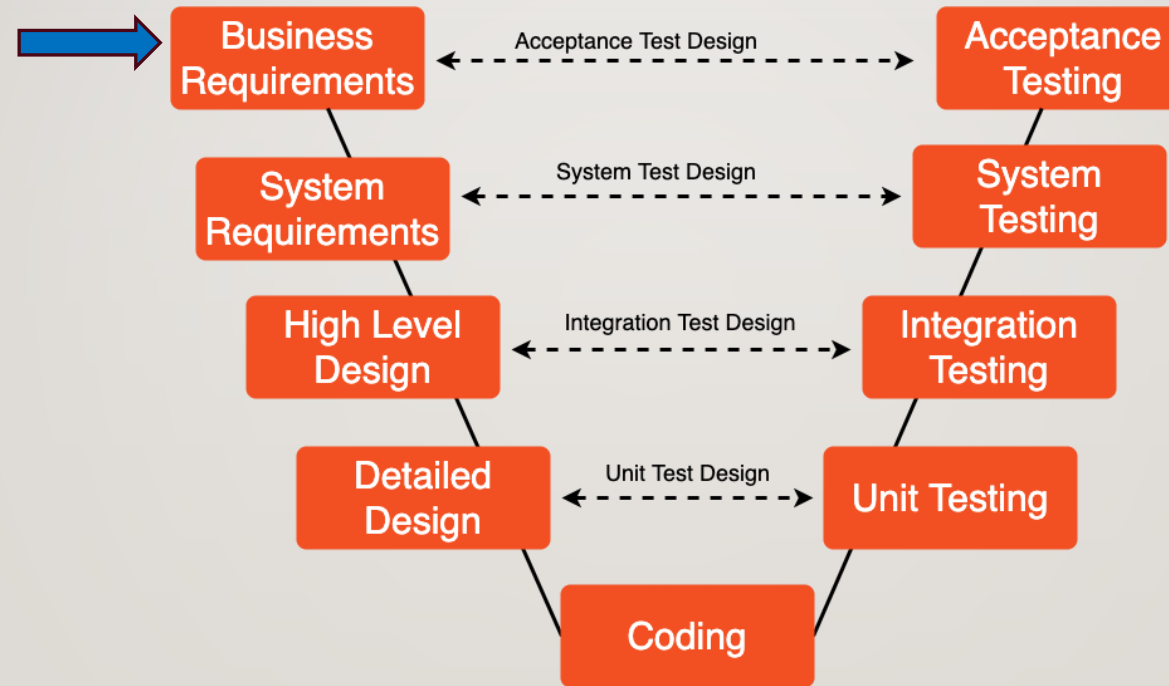 Business
Requirements
Acceptance Test Design
Acceptance
Testing
System
Requirements
System Test Design
System
Testing
High Level
Design
Integration Test Design
Integration
Testing
Detailed
Design
Unit Test Design
Unit Testing
Coding